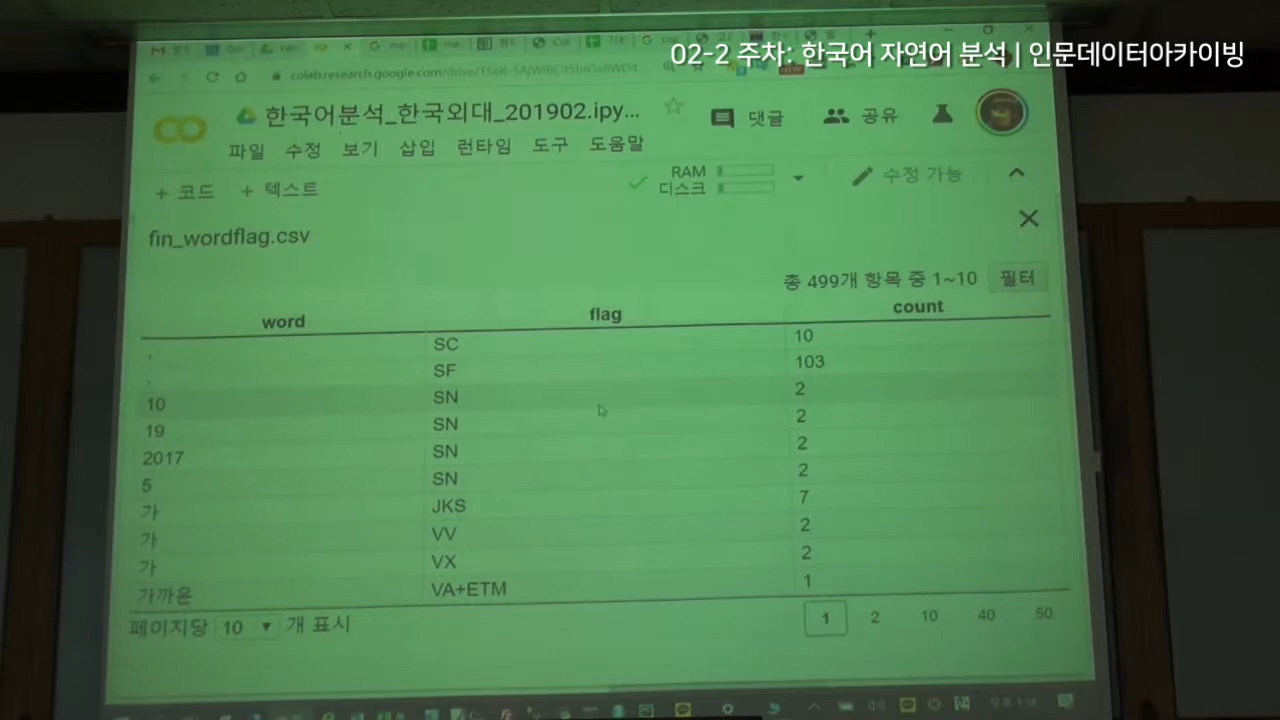 02-2 주차: 한국어 자연어 분석 | 인문데이터아카이빙
colab.research.google.com/drive/
한국어분석_한국외대_201902.ipy...
댓글
공유
파일 수정 보기 삽입 런타임 도구 도움말
+ 코드 + 텍스트
RAM
디스크
수정 가능
fin_wordflag.csv
총 499개 항목 중 1~10 필터
word flag count
, SC 10
. SF 103
10 SN 2
19 SN 2
2017 SN 2
5 SN 2
가 JKS 7
가 VV 2
가 VX 2
가까운 VA+ETM 1
페이지당 10 개 표시
1 2 10 40 50